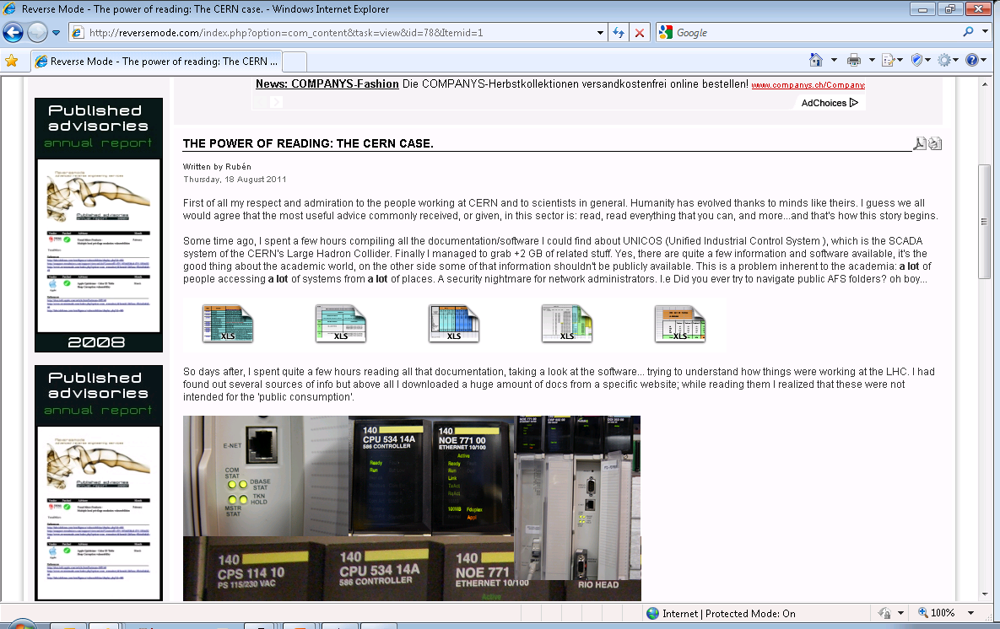 Reverse Mode - The power of reading: The CERN case. - Windows Internet Explorer
http://reversemode.com/index.php?option=com_content&task=view&id=78&Itemid=1
Google
Reverse Mode - The power of reading: The CERN ...
News: COMPANYS-Fashion Die COMPANYS-Herbstkollektionen versandkostenfrei online bestellen! www.companys.ch/Company
AdChoices
Published
advisories
annual report
Published advisories
2008
Published
advisories
annual report
Published advisories
THE POWER OF READING: THE CERN CASE.
Written by Rubén
Thursday, 18 August 2011
First of all my respect and admiration to the people working at CERN and to scientists in general. Humanity has evolved thanks to minds like theirs. I guess we all
would agree that the most useful advice commonly received, or given, in this sector is: read, read everything that you can, and more...and that's how this story begins.
Some time ago, I spent a few hours compiling all the documentation/software I could find about UNICOS (Unified Industrial Control System ), which is the SCADA
system of the CERN's Large Hadron Collider. Finally I managed to grab +2 GB of related stuff. Yes, there are quite a few information and software available, it's the
good thing about the academic world, on the other side some of that information shouldn't be publicly available. This is a problem inherent to the academia: a lot of
people accessing a lot of systems from a lot of places. A security nightmare for network administrators. I.e Did you ever try to navigate public AFS folders? oh boy...
XLS
XLS
XLS
XLS
XLS
So days after, I spent quite a few hours reading all that documentation, taking a look at the software... trying to understand how things were working at the LHC. I had
found out several sources of info but above all I downloaded a huge amount of docs from a specific website; while reading them I realized that these were not
intended for the 'public consumption'.
E-NET
COM
STAT
DBASE
STAT
TKN
HOLD
MSTR
STAT
140
CPU 534 14A
586 CONTROLLER
Ready
Run
140
NOE 771 00
ETHERNET 10/100
Active
Ready
Run
Link
100MB Fduplex
Appl
140
CPS 114 10
PS 115/230 VAC
140
CPU 534 14A
586 CONTROLLER
140
NOE 771
ETHERNET 10/100
Active
RIO HEAD
Internet | Protected Mode: On
100%